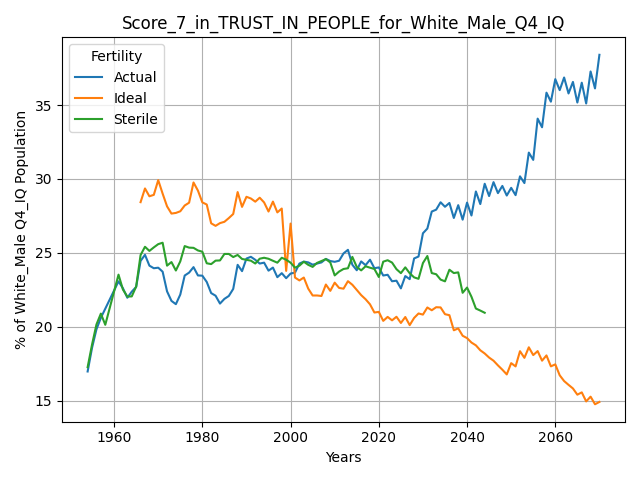 Score_7_in_TRUST_IN_PEOPLE_for_White_Male_Q4_IQ
Fertility
Actual
Ideal
Sterile
% of White_Male Q4_IQ Population
35
30
25
20
15
1960
1980
2000
2020
2040
2060
Years